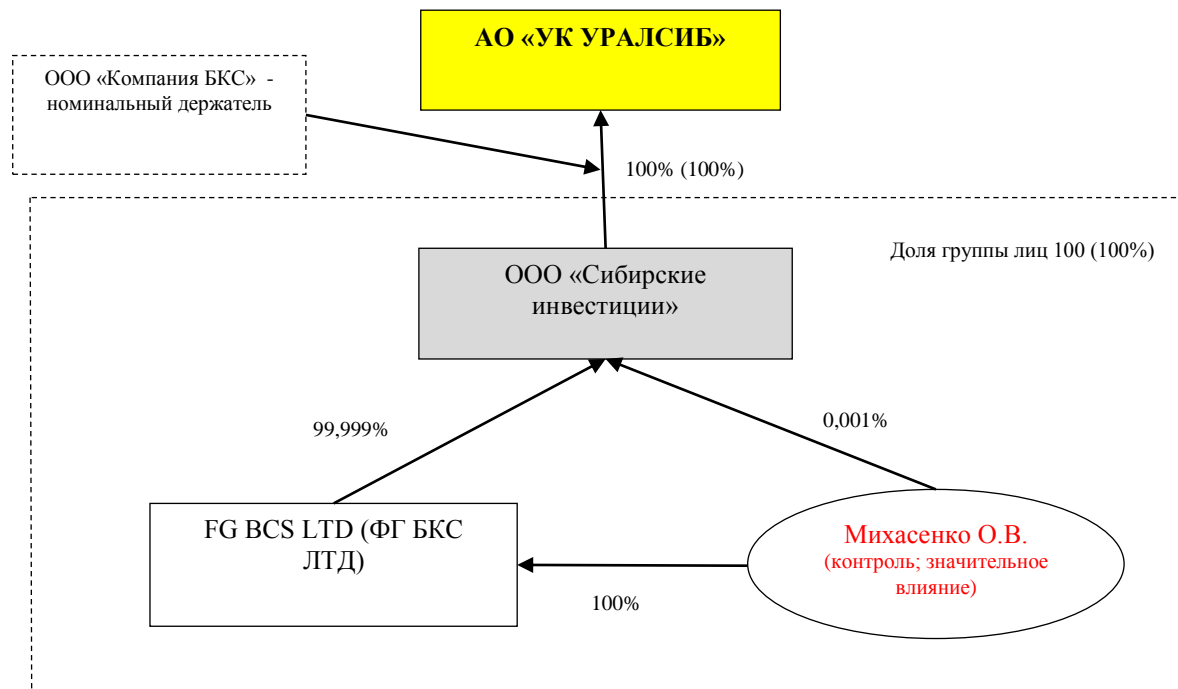 АО «УК УРАЛСИБ»
ООО «Компания БКС»  -
номинальный держатель
100% (100%)
Доля группы лиц 100 (100%)
ООО «Сибирские
инвестиции»
99,999%
0,001%
FG BCS LTD (ФГ БКС
ЛТД)
Михасенко О.В.
(контроль; значительное
влияние)
100%